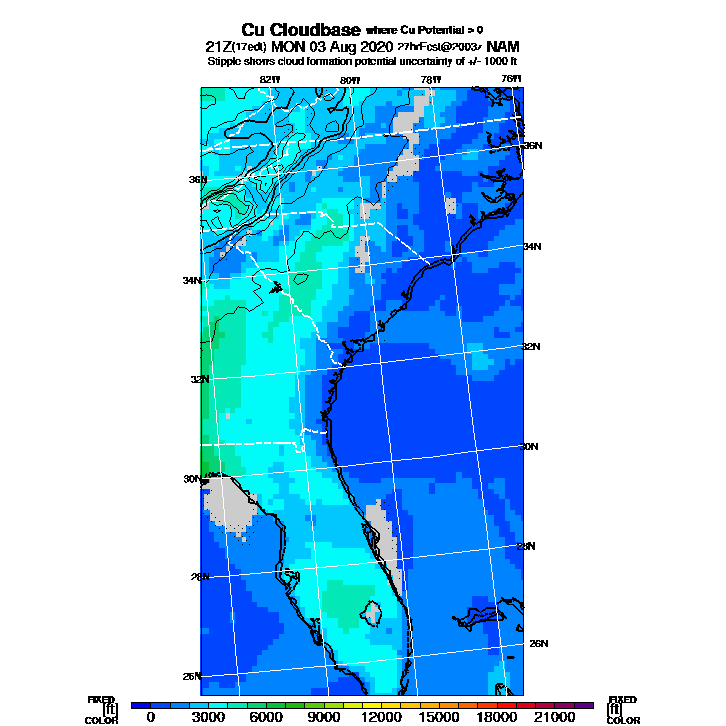 Cu Cloudbase where Cu Potential > 0
21Z(17edt) MON 03 Aug 2020 27hrFcst@2003z NAM
Stipple shows cloud formation potential uncertainty of +/- 1000 ft
82W 80W 78W 76W
36N
36N
34N
34N
32N
32N
30N
30N
28N
28N
26N
26N
FIXED
[ft]
COLOR
0 3000 6000 9000 12000 15000 18000 21000
FIXED
[ft]
COLOR